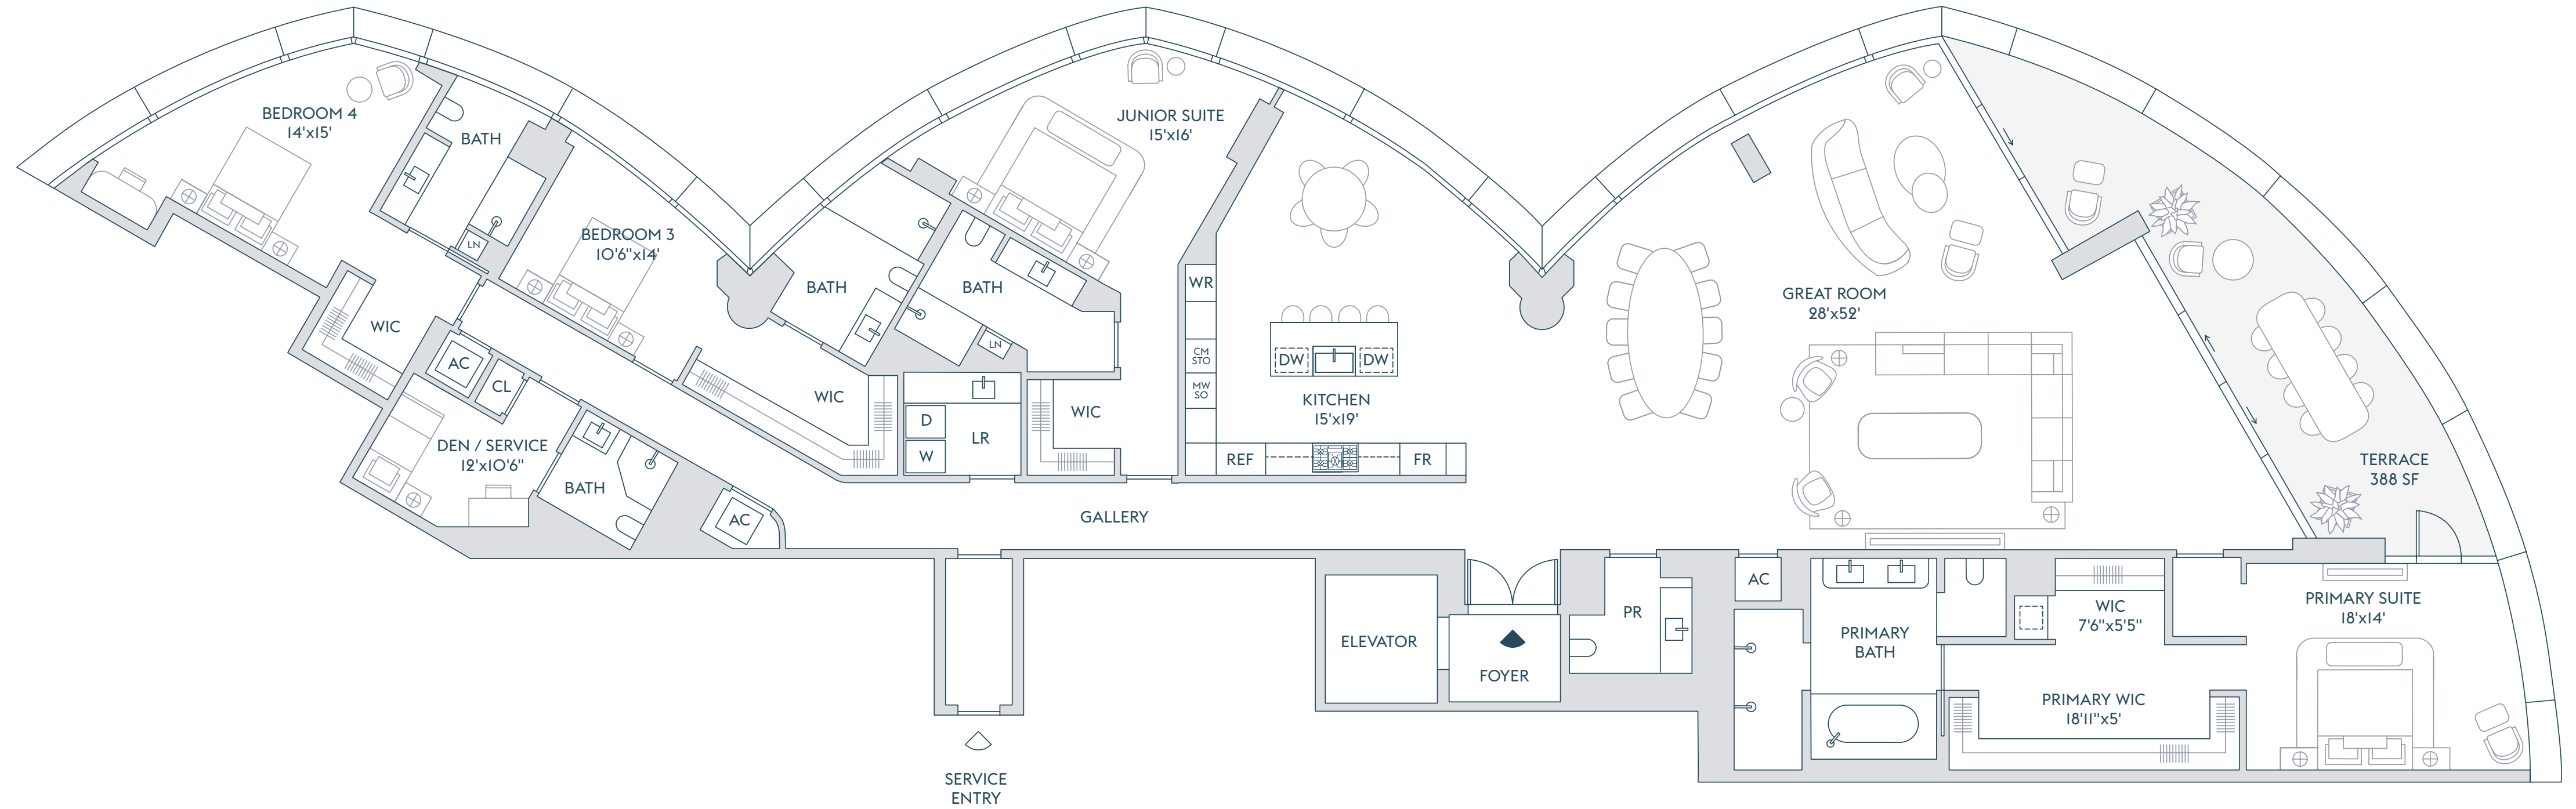 BEDROOM 4
14'x15'
BATH
LN
WIC
BEDROOM 3
10'6"x14'
AC
CL
DEN / SERVICE
12'x10'6"
BATH
AC
WIC
BATH
BATH
LN
JUNIOR SUITE
15'x16'
D
W
LR
WIC
WR
CM
STO
MW
SO
DW
DW
KITCHEN
15'x19'
REF
FR
GALLERY
GREAT ROOM
28'x52'
TERRACE
388 SF
SERVICE
ENTRY
ELEVATOR
FOYER
PR
AC
PRIMARY
BATH
WIC
7'6"x5'5"
PRIMARY WIC
18'11"x5'
PRIMARY SUITE
18'x14'